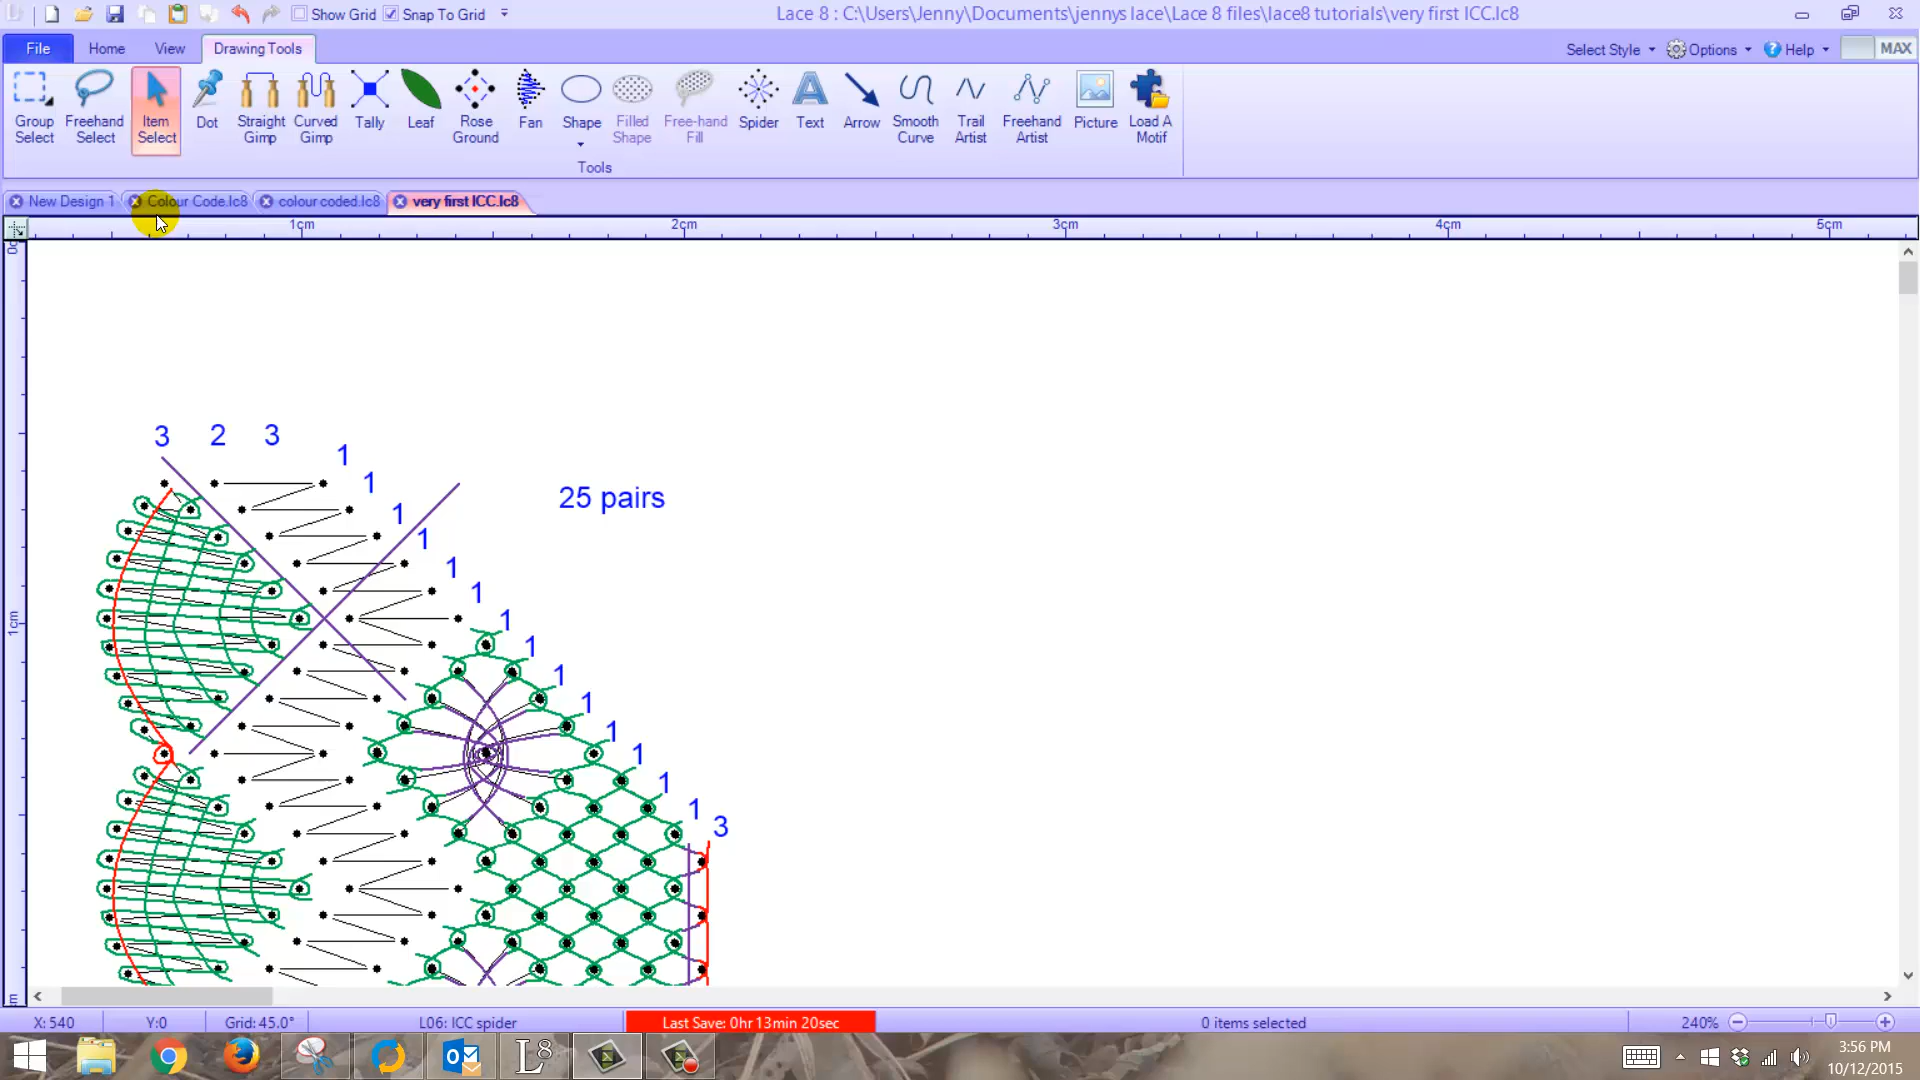 Show Grid
Snap To Grid
Lace 8 : C:\Users\Jenny\Documents\jennys lace\Lace 8 files\lace8 tutorials\very first ICC.lc8
File
Home
View
Drawing Tools
Select Style
Options
Help
MAX
Group Select
Freehand Select
Item Select
Dot
Straight Gimp
Curved Gimp
Tally
Leaf
Rose Ground
Fan
Shape
Filled Shape
Free-hand Fill
Spider
Text
Arrow
Smooth Curve
Trail Artist
Freehand Artist
Picture
Load A Motif
Tools
New Design 1
Colour Code.lc8
colour coded.lc8
very first ICC.lc8
1cm
2cm
3cm
4cm
5cm
1cm
3 2 3
1
1
1
1
1
1
1
1
1
1
1
1
1
1
3
25 pairs
X: 540
Y:0
Grid: 45.0°
L06: ICC spider
Last Save: 0hr 13min 20sec
0 items selected
240%
L8
3:56 PM
10/12/2015